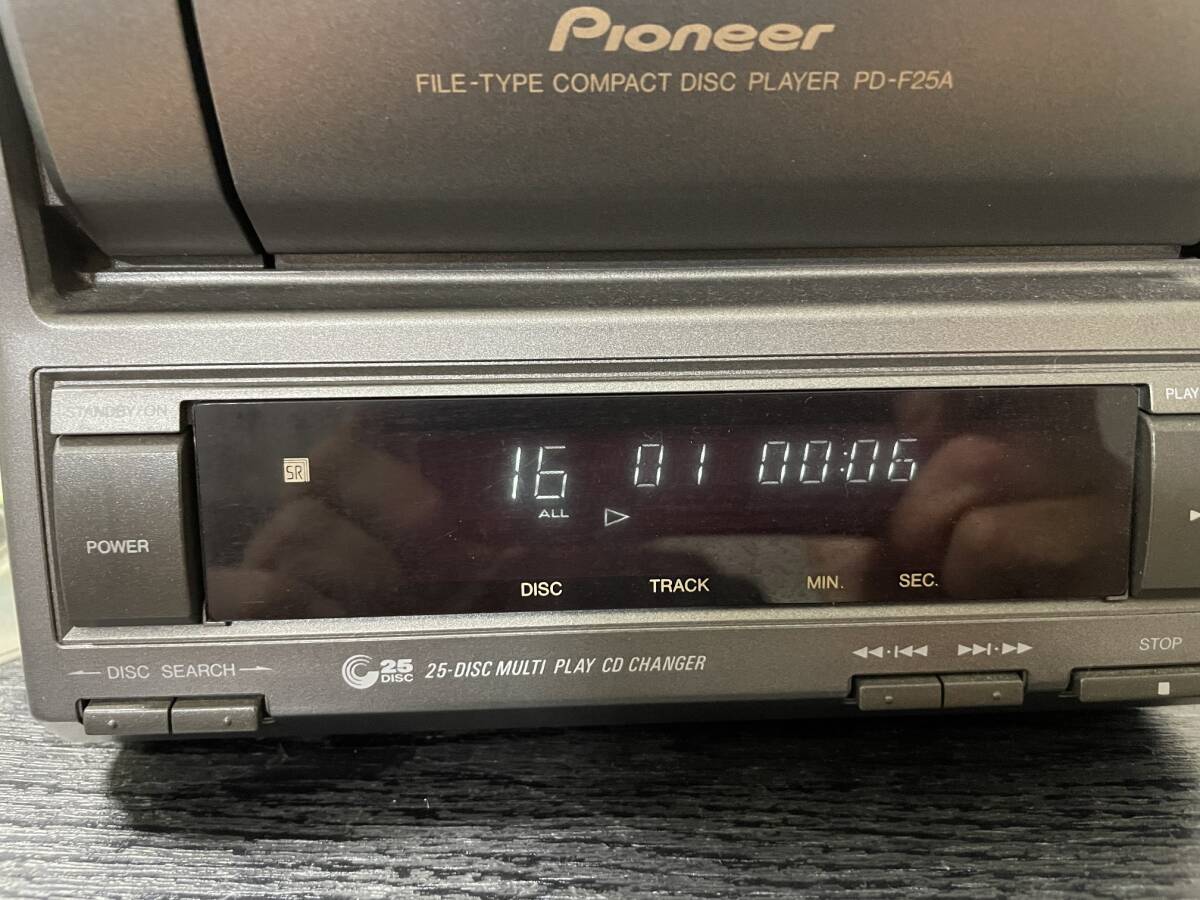 Pioneer
FILE-TYPE COMPACT DISC PLAYER PD-F25A
STANDBY/ON
PLAY
SR
16 01 00:06
ALL
POWER
DISC TRACK MIN. SEC.
DISC SEARCH
25 DISC
25-DISC MULTI PLAY CD CHANGER
STOP